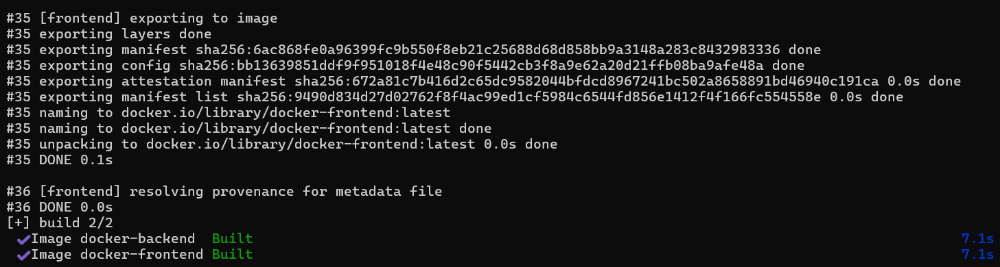 #35 [frontend] exporting to image
#35 exporting layers done
#35 exporting manifest sha256:6ac868fe0a96399fc9b550f8eb21c25688d68d858bb9a3148a283c8432983336 done
#35 exporting config sha256:bb13639851ddf9f951018f4e48c90f5442cb3f8a9e62a20d21ffb08ba9afe48a done
#35 exporting attestation manifest sha256:672a81c7b416d2c65dc9582044bfdcd8967241bc502a8658891bd46940c191ca 0.0s done
#35 exporting manifest list sha256:9490d834d27d02762f8f4ac99ed1cf5984c6544fd856e1412f4f166fc554558e 0.0s done
#35 naming to docker.io/library/docker-frontend:latest
#35 naming to docker.io/library/docker-frontend:latest done
#35 unpacking to docker.io/library/docker-frontend:latest 0.0s done
#35 DONE 0.1s
#36 [frontend] resolving provenance for metadata file
#36 DONE 0.0s
[+] build 2/2
✔Image docker-backend Built 7.1s
✔Image docker-frontend Built 7.1s